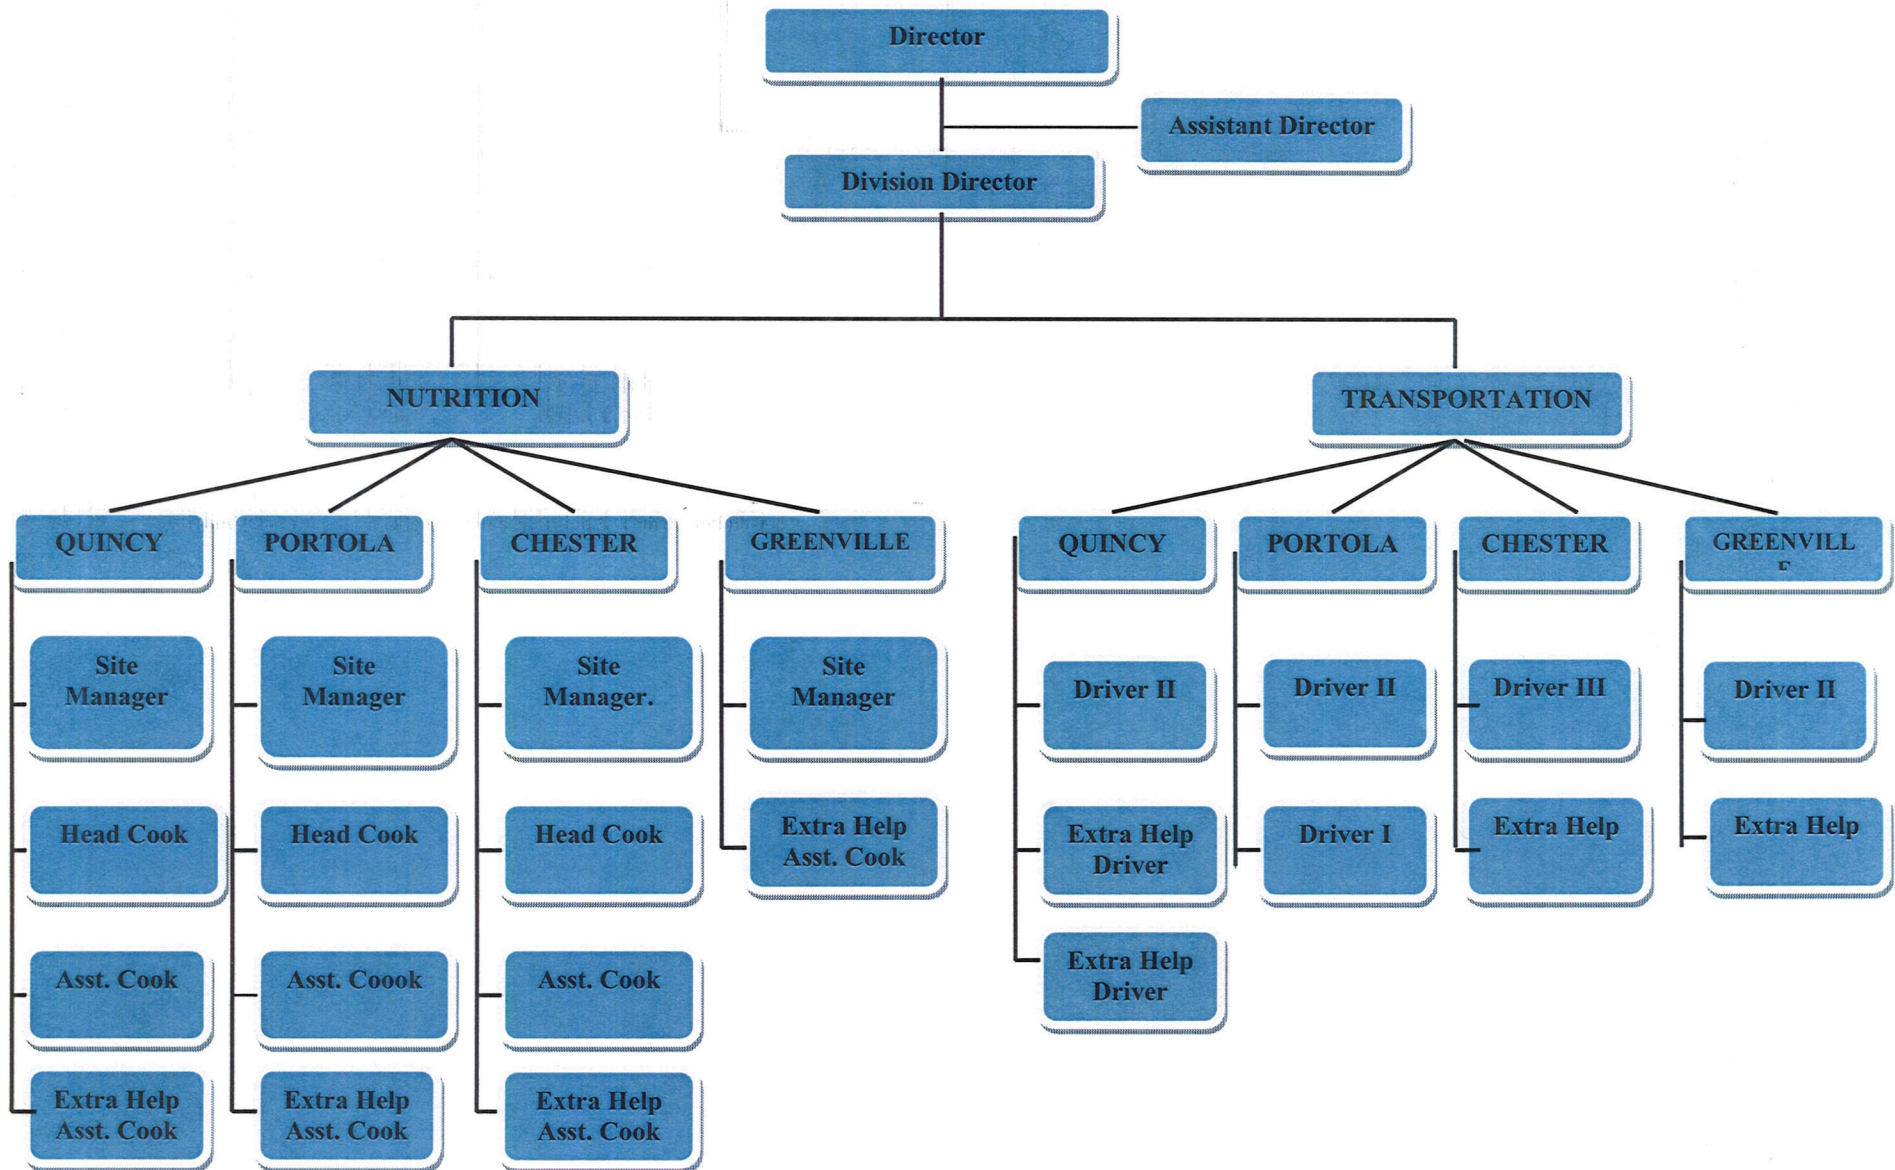 Director
Assistant Director
Division Director
NUTRITION
TRANSPORTATION
QUINCY
PORTOLA
CHESTER
GREENVILLE
QUINCY
PORTOLA
CHESTER
GREENVILL
E
Site
Manager
Site
Manager
Site
Manager.
Site
Manager
Driver II
Driver II
Driver III
Driver II
Head Cook
Head Cook
Head Cook
Extra Help
Asst. Cook
Extra Help
Driver
Driver I
Extra Help
Extra Help
Asst. Cook
Asst. Coook
Asst. Cook
Extra Help
Driver
Extra Help
Asst. Cook
Extra Help
Asst. Cook
Extra Help
Asst. Cook